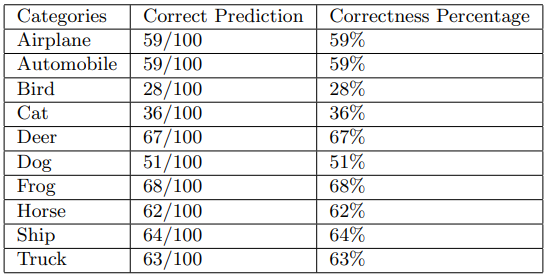 Categories Correct Prediction Correctness Percentage
Airplane 59/100 59%
Automobile 59/100 59%
Bird 28/100 28%
Cat 36/100 36%
Deer 67/100 67%
Dog 51/100 51%
Frog 68/100 68%
Horse 62/100 62%
Ship 64/100 64%
Truck 63/100 63%